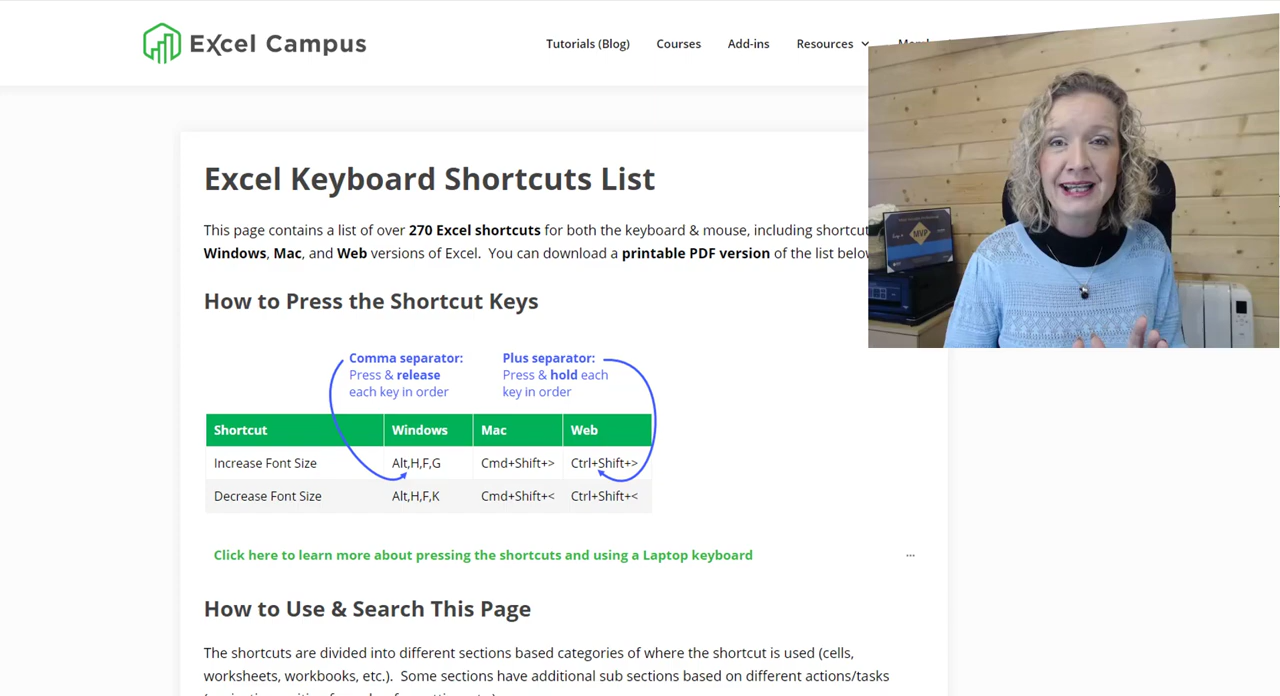 Excel Campus
Tutorials (Blog) Courses Add-ins Resources
Excel Keyboard Shortcuts List
This page contains a list of over 270 Excel shortcuts for both the keyboard & mouse, including
Windows, Mac, and Web versions of Excel. You can download a printable PDF version of the list
How to Press the Shortcut Keys
Comma separator:
Press & release
each key in order
Plus separator:
Press & hold each
key in order
Shortcut Windows Mac Web
Increase Font Size Alt,H,F,G Cmd+Shift+> Ctrl+Shift+>
Decrease Font Size Alt,H,F,K Cmd+Shift+< Ctrl+Shift+<
Click here to learn more about pressing the shortcuts and using a Laptop keyboard ...
How to Use & Search This Page
The shortcuts are divided into different sections based categories of where the shortcut is used (cells,
worksheets, workbooks, etc.). Some sections have additional sub sections based on different actions/tasks
MVP